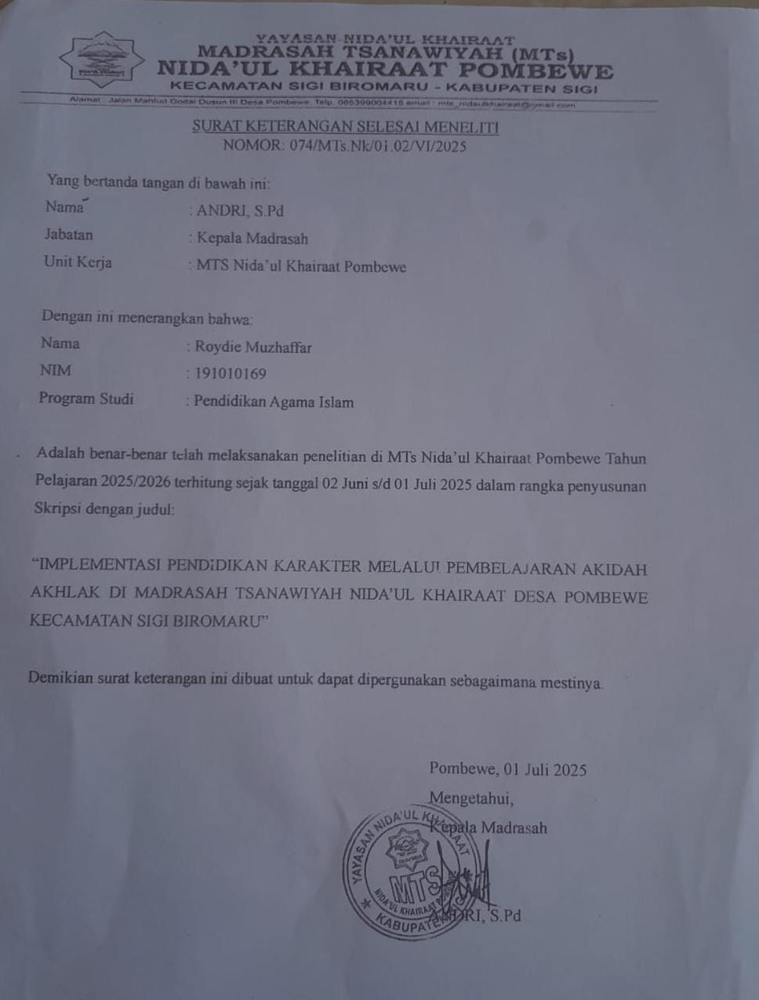 YAYASAN NIDA'UL KHAIRAAT
MADRASAH TSANAWIYAH (MTs)
NIDA'UL KHAIRAAT POMBEWE
KECAMATAN SIGI BIROMARU - KABUPATEN SIGI
Alamat : Jalan Dusun III Desa Pombewe, Telp. email : mts_nidaulkhairaat@gmail.com
SURAT KETERANGAN SELESAI MENELITI
NOMOR: 074/MTs.Nk/01.02/VI/2025
Yang bertanda tangan di bawah ini:
Nama : ANDRI, S.Pd
Jabatan : Kepala Madrasah
Unit Kerja : MTS Nida'ul Khairaat Pombewe
Dengan ini menerangkan bahwa:
Nama : Roydie Muzhaffar
NIM : 191010169
Program Studi : Pendidikan Agama Islam
Adalah benar-benar telah melaksanakan penelitian di MTs Nida'ul Khairaat Pombewe Tahun
Pelajaran 2025/2026 terhitung sejak tanggal 02 Juni s/d 01 Juli 2025 dalam rangka penyusunan
Skripsi dengan judul:
“IMPLEMENTASI PENDIDIKAN KARAKTER MELALUI PEMBELAJARAN AKIDAH
AKHLAK DI MADRASAH TSANAWIYAH NIDA'UL KHAIRAAT DESA POMBEWE
KECAMATAN SIGI BIROMARU”
Demikian surat keterangan ini dibuat untuk dapat dipergunakan sebagaimana mestinya.
Pombewe, 01 Juli 2025
Mengetahui,
Kepala Madrasah
YAYASAN NIDA'UL KHAIRAAT
MTS
NIDA'UL KHAIRAAT
KABUPATEN SIGI
ANDRI, S.Pd